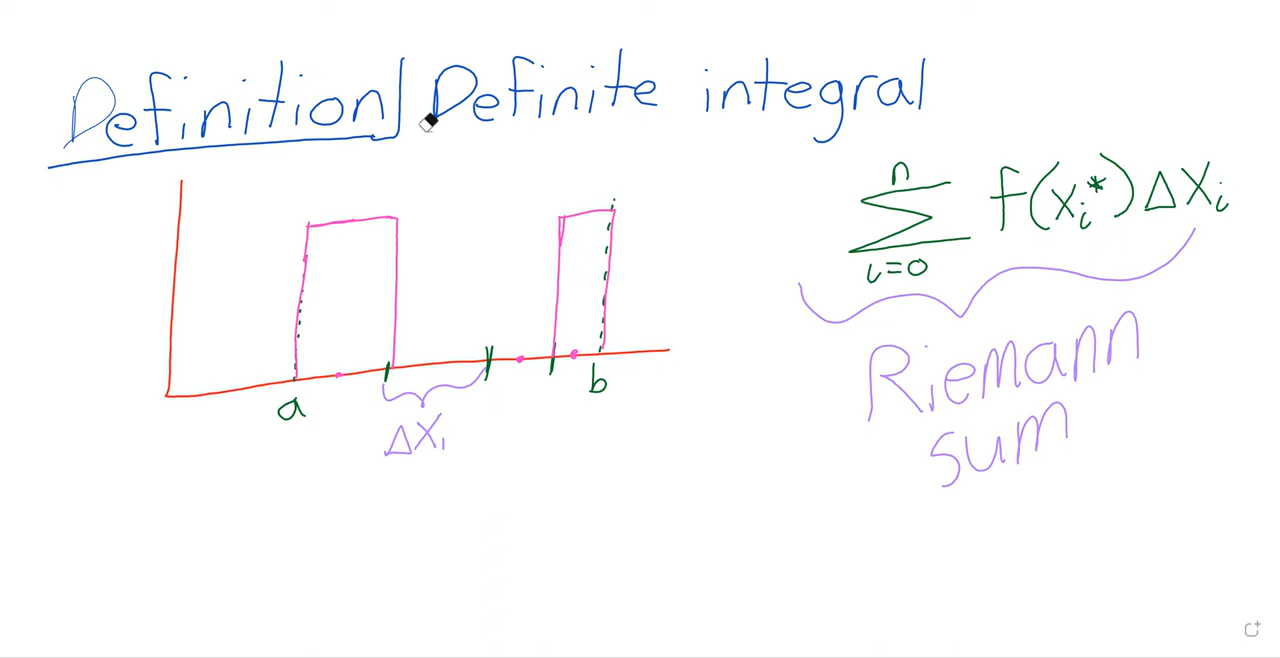 Definition Definite integral
n
∑ f(xᵢ*)Δxᵢ
i=0
Riemann
sum
a
b
Δx₁